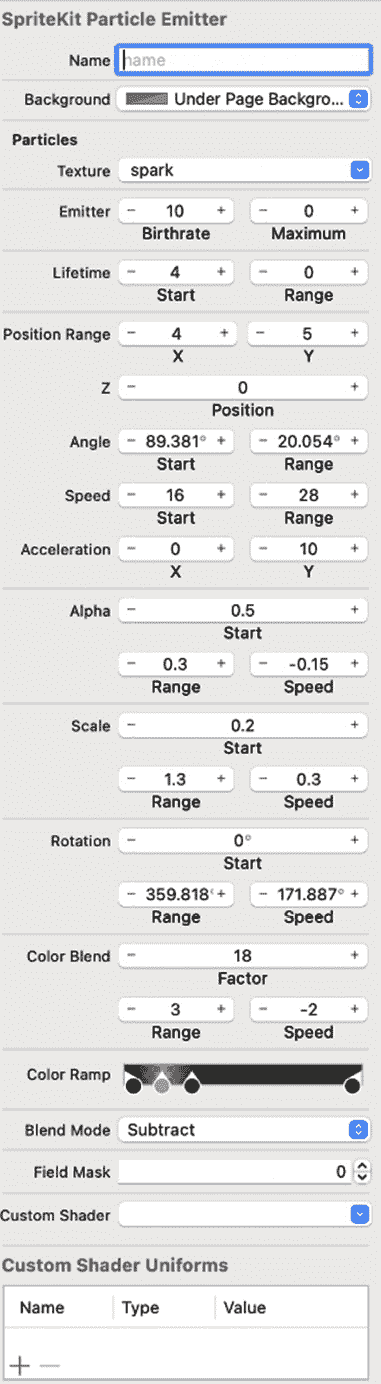 SpriteKit Particle Emitter
Name name
Background Under Page Backgro...
Particles
Texture spark
Emitter − 10 + − 0 +
Birthrate Maximum
Lifetime − 4 + − 0 +
Start Range
Position Range − 4 + − 5 +
X Y
Z − 0 +
Position
Angle − 89.381° + − 20.054° +
Start Range
Speed − 16 + − 28 +
Start Range
Acceleration − 0 + − 10 +
X Y
Alpha − 0.5 +
Start
− 0.3 + − -0.15 +
Range Speed
Scale − 0.2 +
Start
− 1.3 + − 0.3 +
Range Speed
Rotation − 0° +
Start
− 359.818° + − 171.887° +
Range Speed
Color Blend − 18 +
Factor
− 3 + − -2 +
Range Speed
Color Ramp
Blend Mode Subtract
Field Mask 0
Custom Shader
Custom Shader Uniforms
Name Type Value
+ −